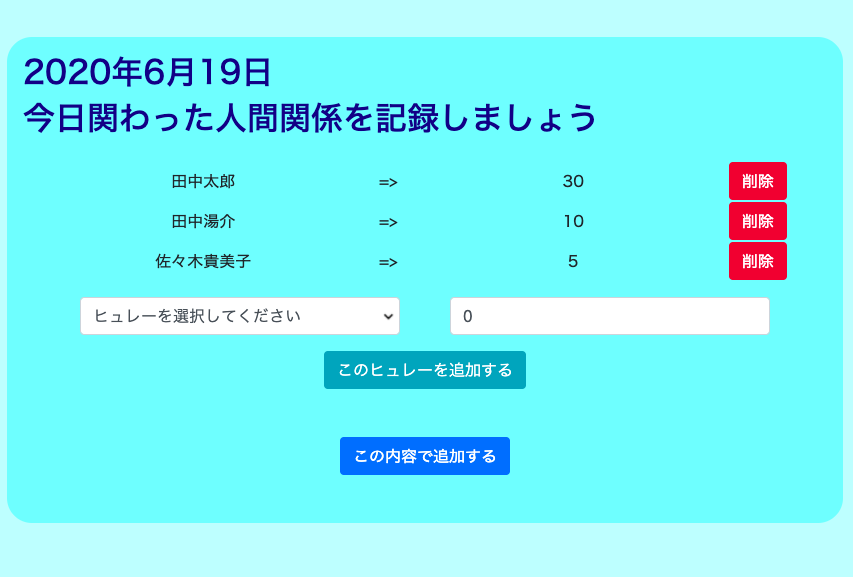 2020年6月19日
今日関わった人間関係を記録しましょう
田中太郎 => 30 削除
田中湯介 => 10 削除
佐々木貴美子 => 5 削除
ヒュレーを選択してください 0
このヒュレーを追加する
この内容で追加する